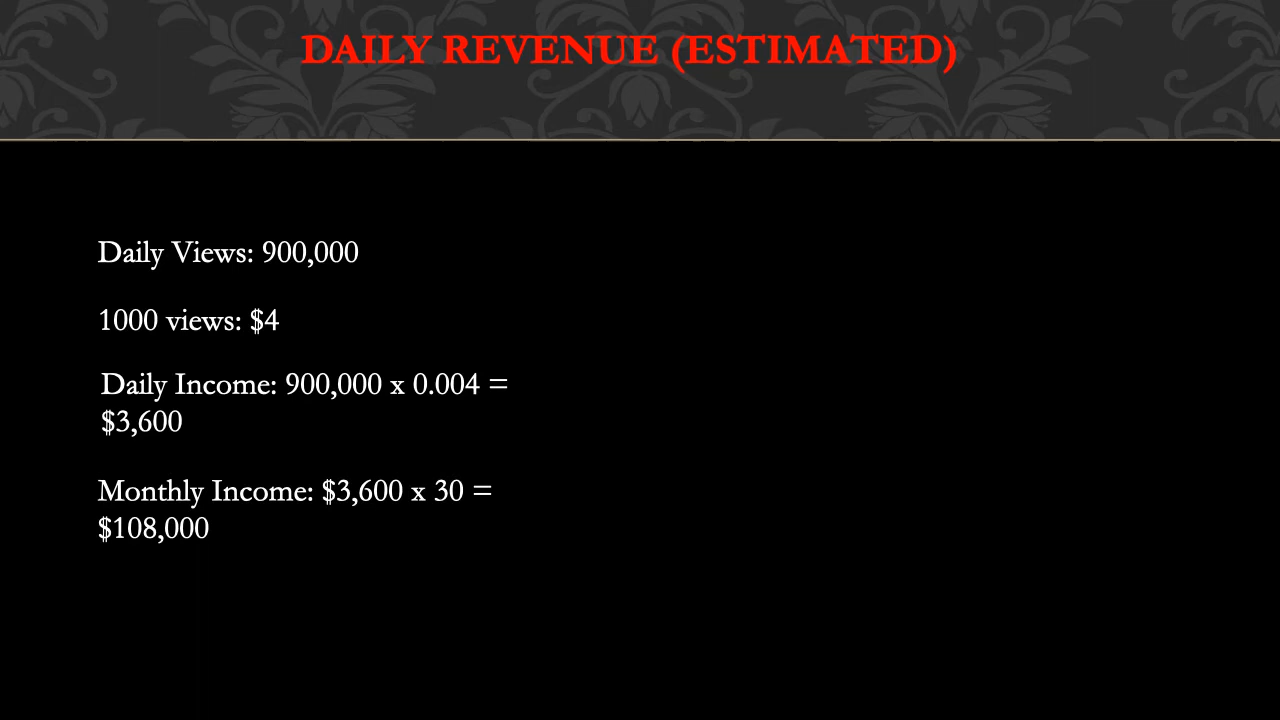 DAILY REVENUE (ESTIMATED)
Daily Views: 900,000
1000 views: $4
Daily Income: 900,000 x 0.004 =
$3,600
Monthly Income: $3,600 x 30 =
$108,000